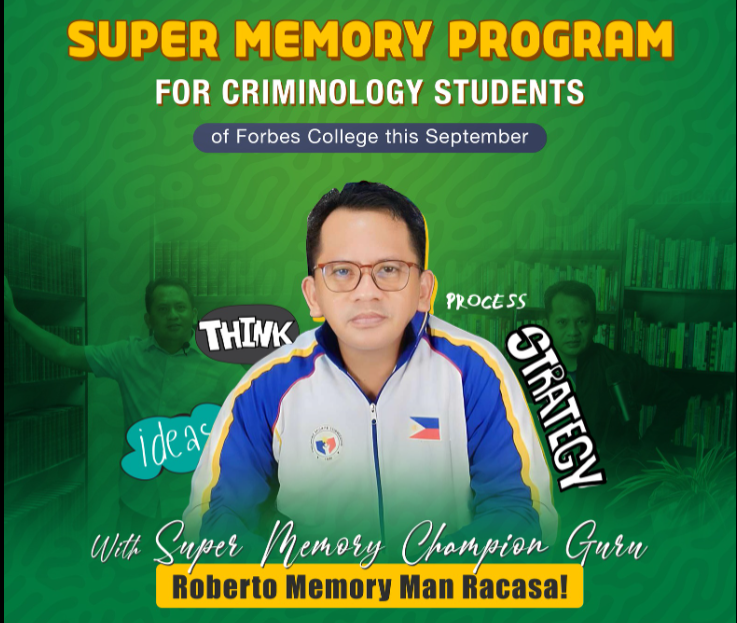 SUPER MEMORY PROGRAM
FOR CRIMINOLOGY STUDENTS
of Forbes College this September
PROCESS
THINK
STRATEGY
ideas
With Super Memory Champion Guru
Roberto Memory Man Racasa!